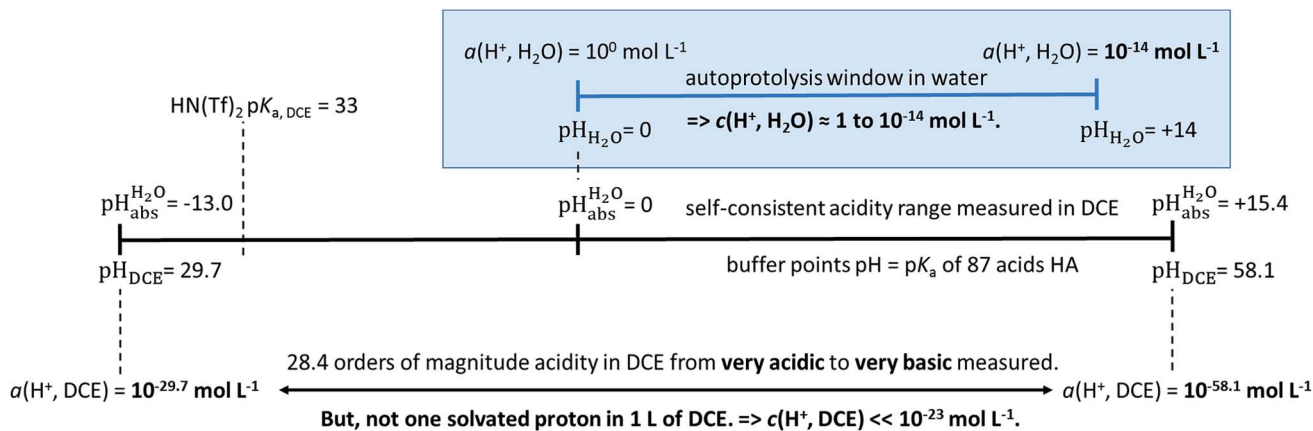 a(H⁺, H₂O) = 10⁰ mol L⁻¹
a(H⁺, H₂O) = 10⁻¹⁴ mol L⁻¹
autoprotolysis window in water
=> c(H⁺, H₂O) ≈ 1 to 10⁻¹⁴ mol L⁻¹.
pH_H₂O = 0
pH_H₂O = +14
HN(Tf)₂ pKₐ, DCE = 33
pH_abs^H₂O = -13.0
pH_abs^H₂O = 0
self-consistent acidity range measured in DCE
pH_abs^H₂O = +15.4
pH_DCE = 29.7
buffer points pH = pKₐ of 87 acids HA
pH_DCE = 58.1
28.4 orders of magnitude acidity in DCE from very acidic to very basic measured.
a(H⁺, DCE) = 10⁻²⁹·⁷ mol L⁻¹
a(H⁺, DCE) = 10⁻⁵⁸·¹ mol L⁻¹
But, not one solvated proton in 1 L of DCE. => c(H⁺, DCE) << 10⁻²³ mol L⁻¹.